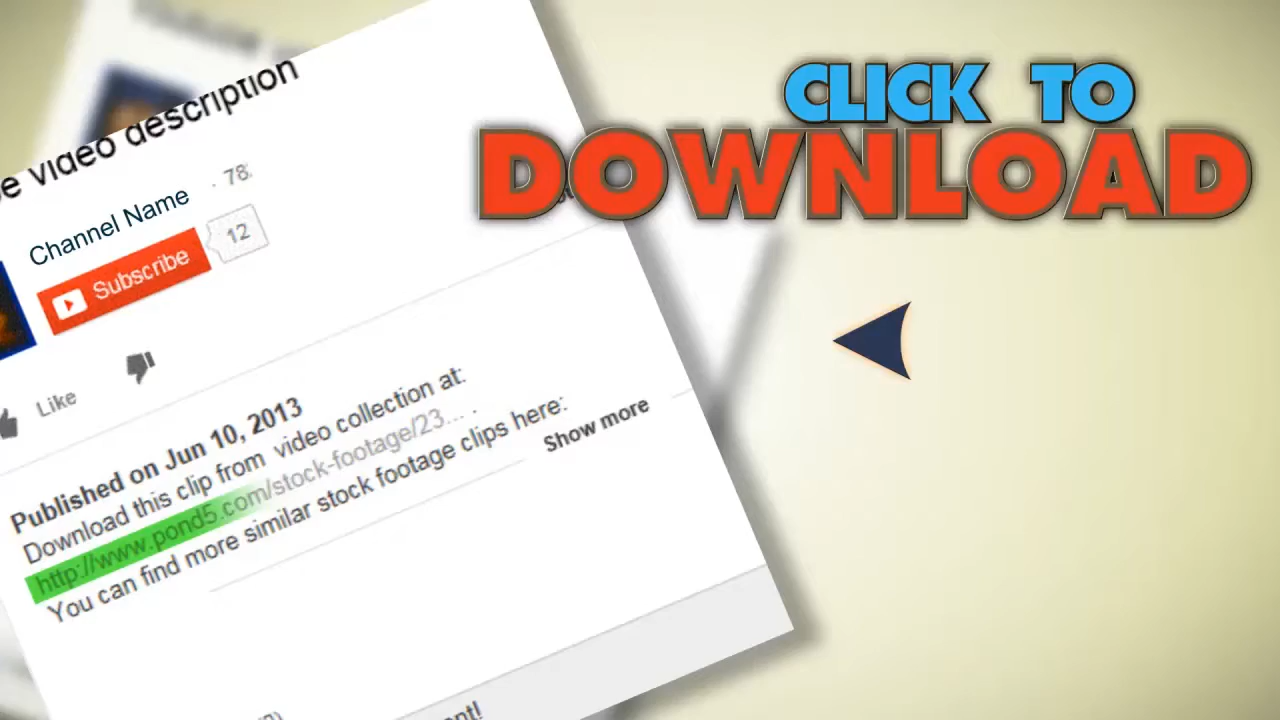 CLICK TO
DOWNLOAD
e video description
Channel Name
78
Subscribe
12
Like
Published on Jun 10, 2013
Download this clip from video collection at:
http://www.pond5.com/stock-footage/23... .
You can find more similar stock footage clips here:
Show more